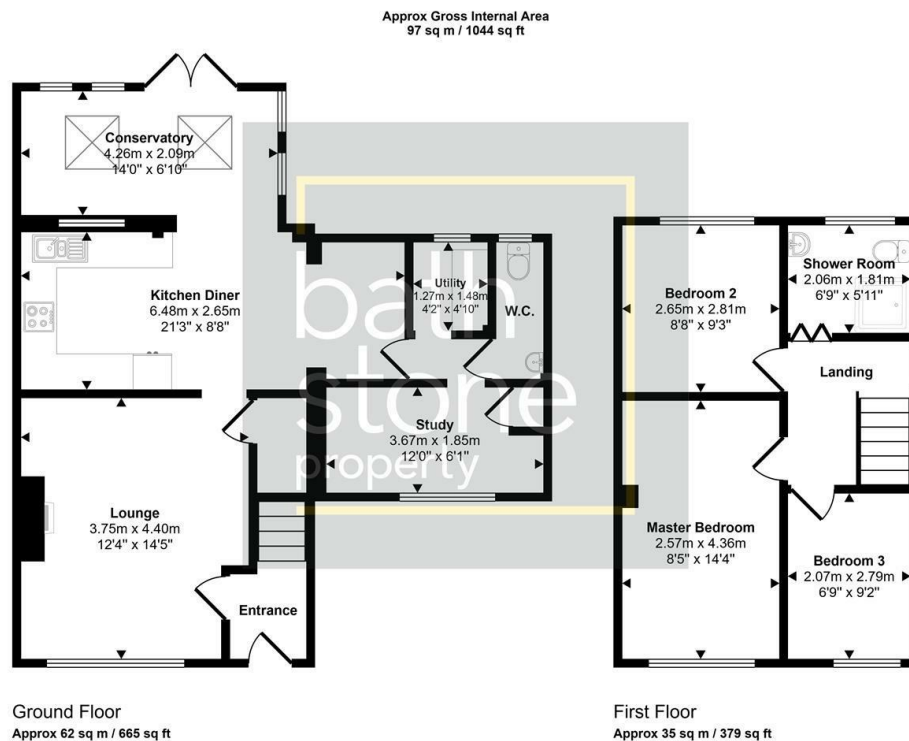 Approx Gross Internal Area
97 sq m / 1044 sq ft
Conservatory
4.26m x 2.09m
14'0" x 6'10"
Kitchen Diner
6.48m x 2.65m
21'3" x 8'8"
Utility
1.27m x 1.48m
4'2" x 4'10"
W.C.
Study
3.67m x 1.85m
12'0" x 6'1"
Lounge
3.75m x 4.40m
12'4" x 14'5"
Entrance
bath
stone
property
Bedroom 2
2.65m x 2.81m
8'8" x 9'3"
Shower Room
2.06m x 1.81m
6'9" x 5'11"
Landing
Master Bedroom
2.57m x 4.36m
8'5" x 14'4"
Bedroom 3
2.07m x 2.79m
6'9" x 9'2"
Ground Floor
Approx 62 sq m / 665 sq ft
First Floor
Approx 35 sq m / 379 sq ft